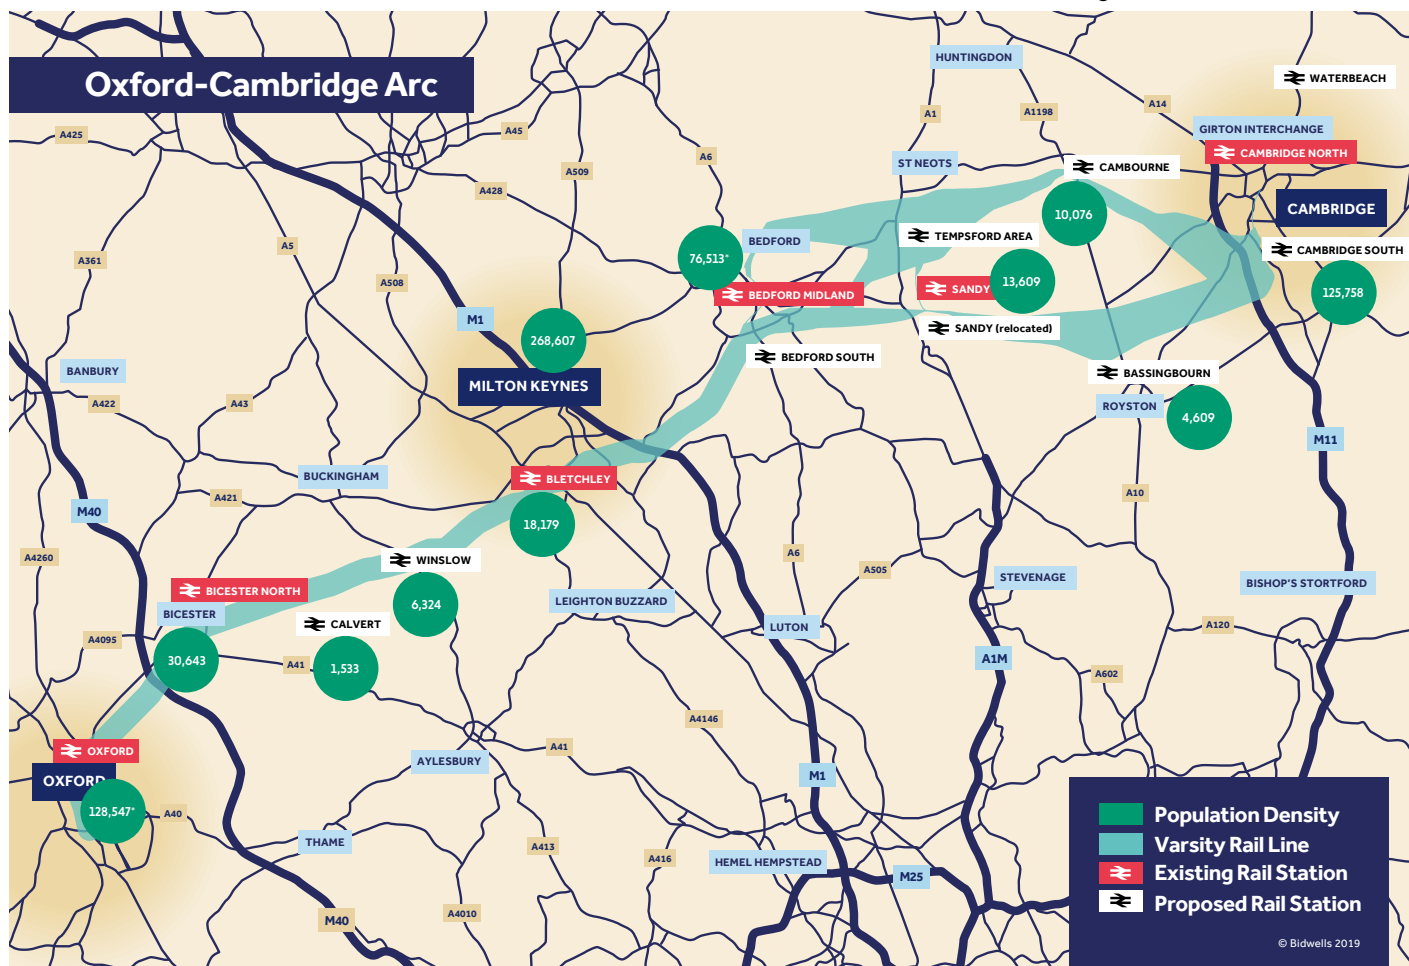 Oxford-Cambridge Arc
HUNTINGDON
WATERBEACH
A14
A1
A1198
A45
A425
GIRTON INTERCHANGE
CAMBRIDGE NORTH
A6
ST NEOTS
CAMBOURNE
A509
A428
CAMBRIDGE
10,076
TEMPSFORD AREA
BEDFORD
A5
CAMBRIDGE SOUTH
76,513*
A361
A508
SANDY
13,609
BEDFORD MIDLAND
125,758
M1
SANDY (relocated)
268,607
BEDFORD SOUTH
BANBURY
BASSINGBOURN
MILTON KEYNES
A422
A43
ROYSTON
4,609
M11
BUCKINGHAM
BLETCHLEY
A421
A10
M40
18,179
A4260
A6
WINSLOW
A505
STEVENAGE
BISHOP'S STORTFORD
BICESTER NORTH
6,324
LEIGHTON BUZZARD
BICESTER
CALVERT
LUTON
A120
A4095
30,643
A41
1,533
A1M
A602
A4146
OXFORD
A41
AYLESBURY
OXFORD
M1
128,547*
A40
THAME
A413
A416
HEMEL HEMPSTEAD
M25
A4010
M40
Population Density
Varsity Rail Line
Existing Rail Station
Proposed Rail Station
© Bidwells 2019